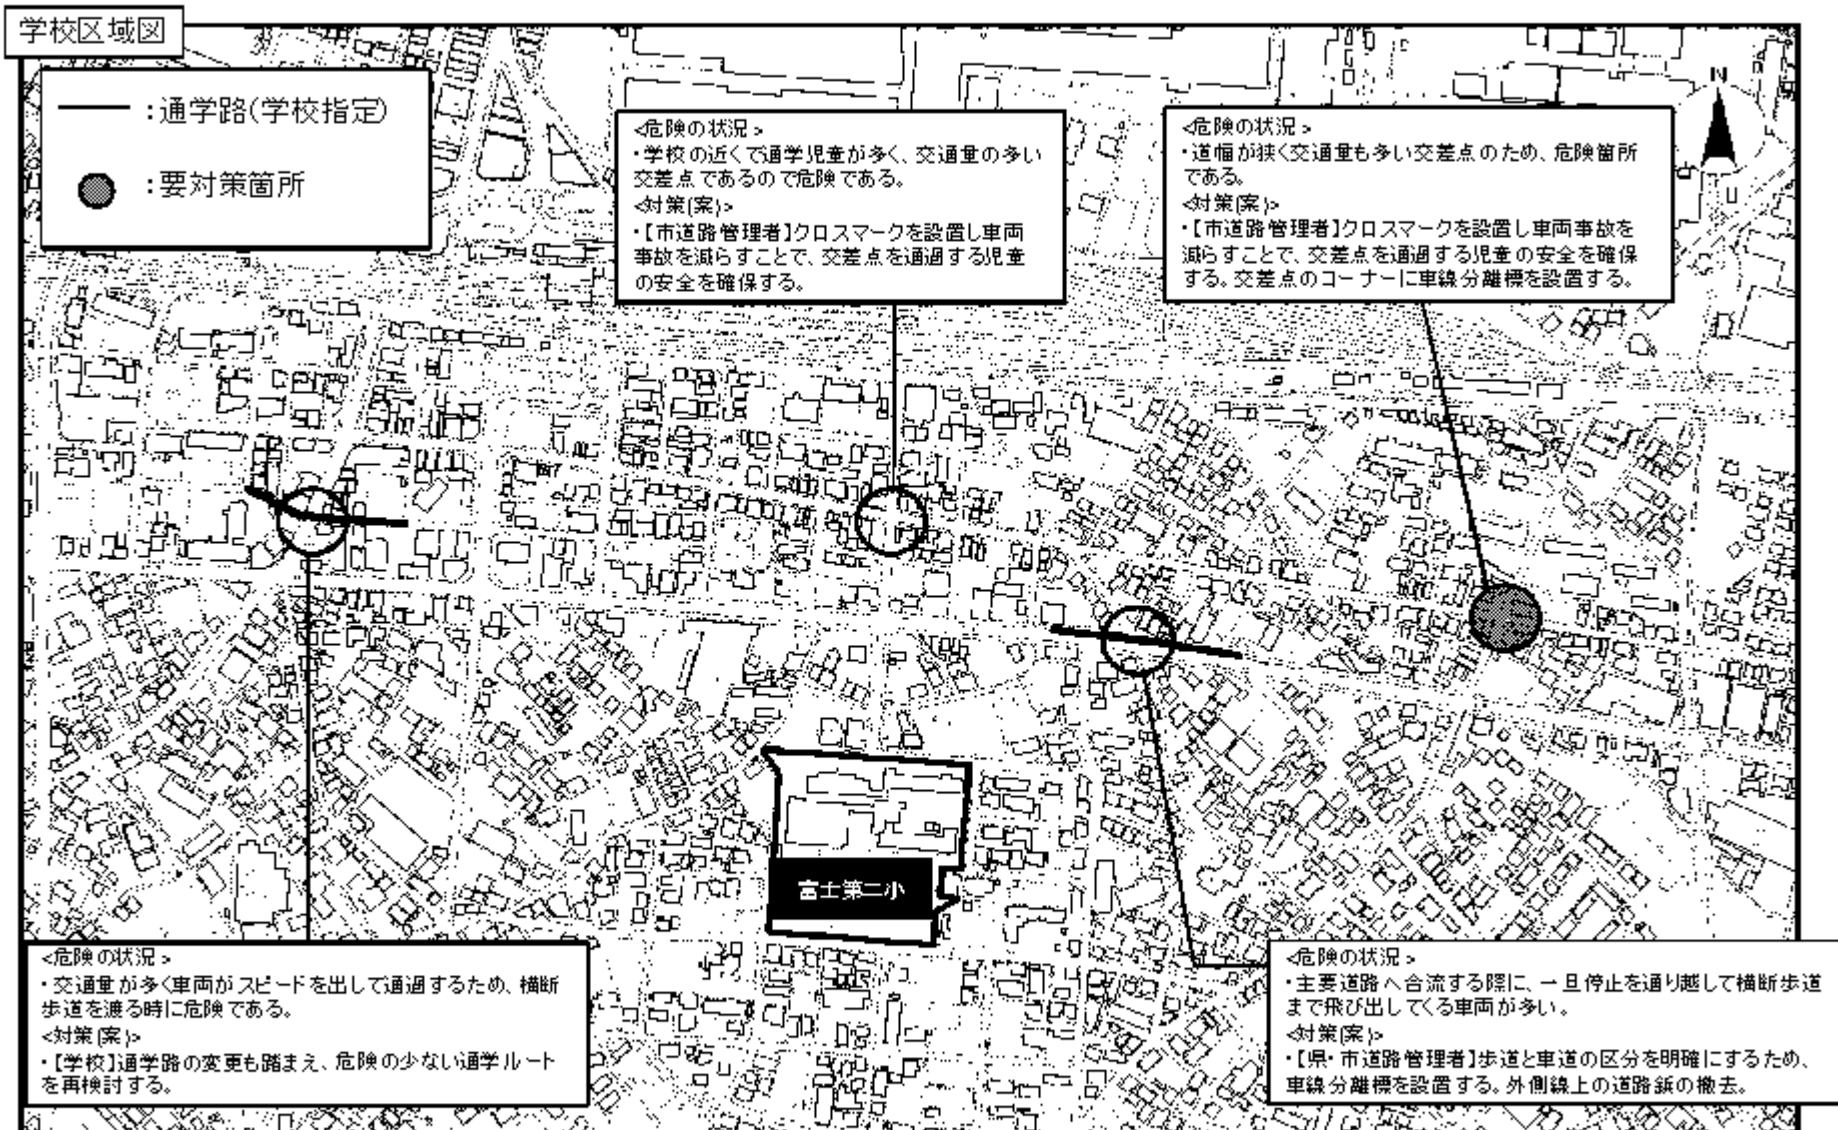 学校区域図
:通学路(学校指定)
:要対策箇所
<危険の状況>
・学校の近くで通学児童が多く、交通量の多い
交差点であるので危険である。
<対策(案)>
・【市道路管理者】クロスマークを設置し車両
事故を減らすことで、交差点を通過する児童
の安全を確保する。
<危険の状況>
・道幅が狭く交通量も多い交差点のため、危険箇所
である。
<対策(案)>
・【市道路管理者】クロスマークを設置し車両事故を
減らすことで、交差点を通過する児童の安全を確保
する。交差点のコーナーに車線分離標を設置する。
N
富士第二小
<危険の状況>
・交通量が多く車両がスピードを出して通過するため、横断
歩道を渡る時に危険である。
<対策(案)>
・【学校】通学路の変更も踏まえ、危険の少ない通学ルート
を再検討する。
<危険の状況>
・主要道路へ合流する際に、一旦停止を通り越して横断歩道
まで飛び出してくる車両が多い。
<対策(案)>
・【県・市道路管理者】歩道と車道の区分を明確にするため、
車線分離標を設置する。外側線上の道路鋲の撤去。